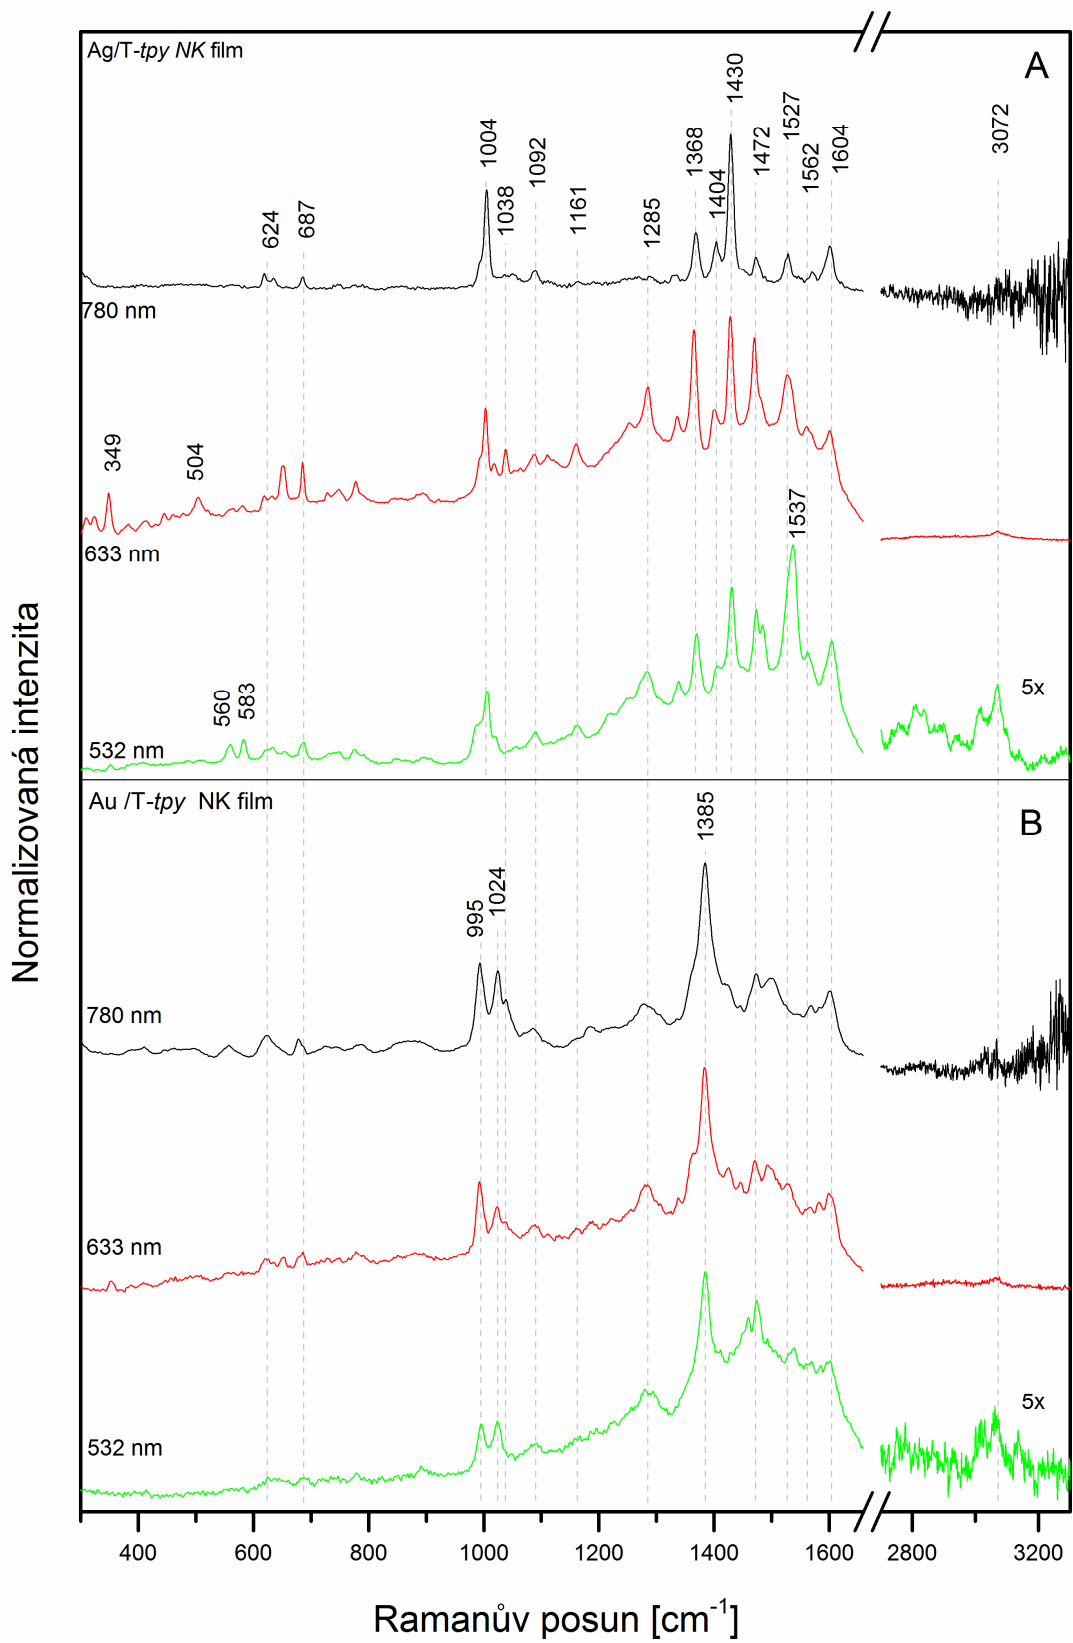 Ag/T-tpy NK film
A
1430
1527
3072
1004
1092
1368
1472
1604
1562
1404
1038
1161
1285
624
687
780 nm
349
504
633 nm
1537
560
583
5x
532 nm
Au /T-tpy NK film
B
1385
1024
995
780 nm
633 nm
5x
532 nm
Normalizovaná intenzita
400 600 800 1000 1200 1400 1600 2800 3200
Ramanův posun [cm⁻¹]